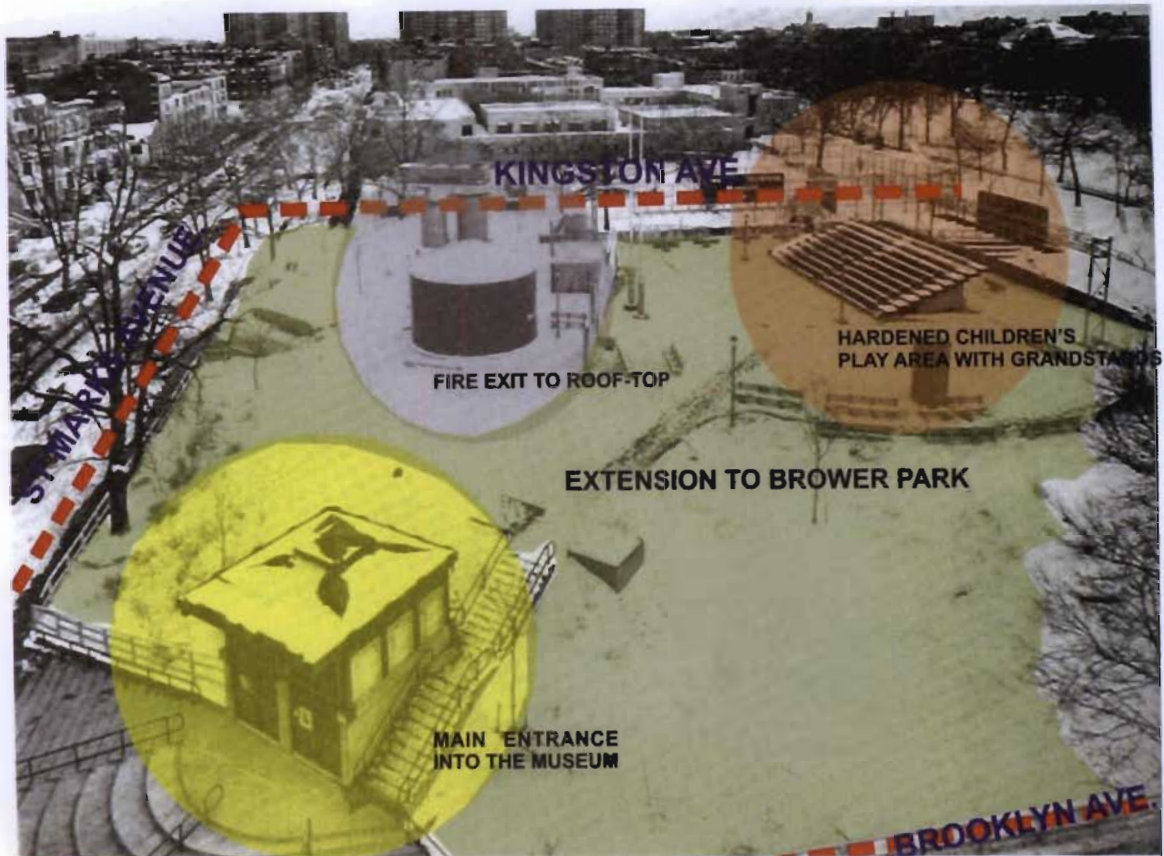 KINGSTON AVE.
ST MARKS AVENUE
HARDENED CHILDREN'S
PLAY AREA WITH GRANDSTANDS
FIRE EXIT TO ROOF-TOP
EXTENSION TO BROWER PARK
MAIN ENTRANCE
INTO THE MUSEUM
BROOKLYN AVE.